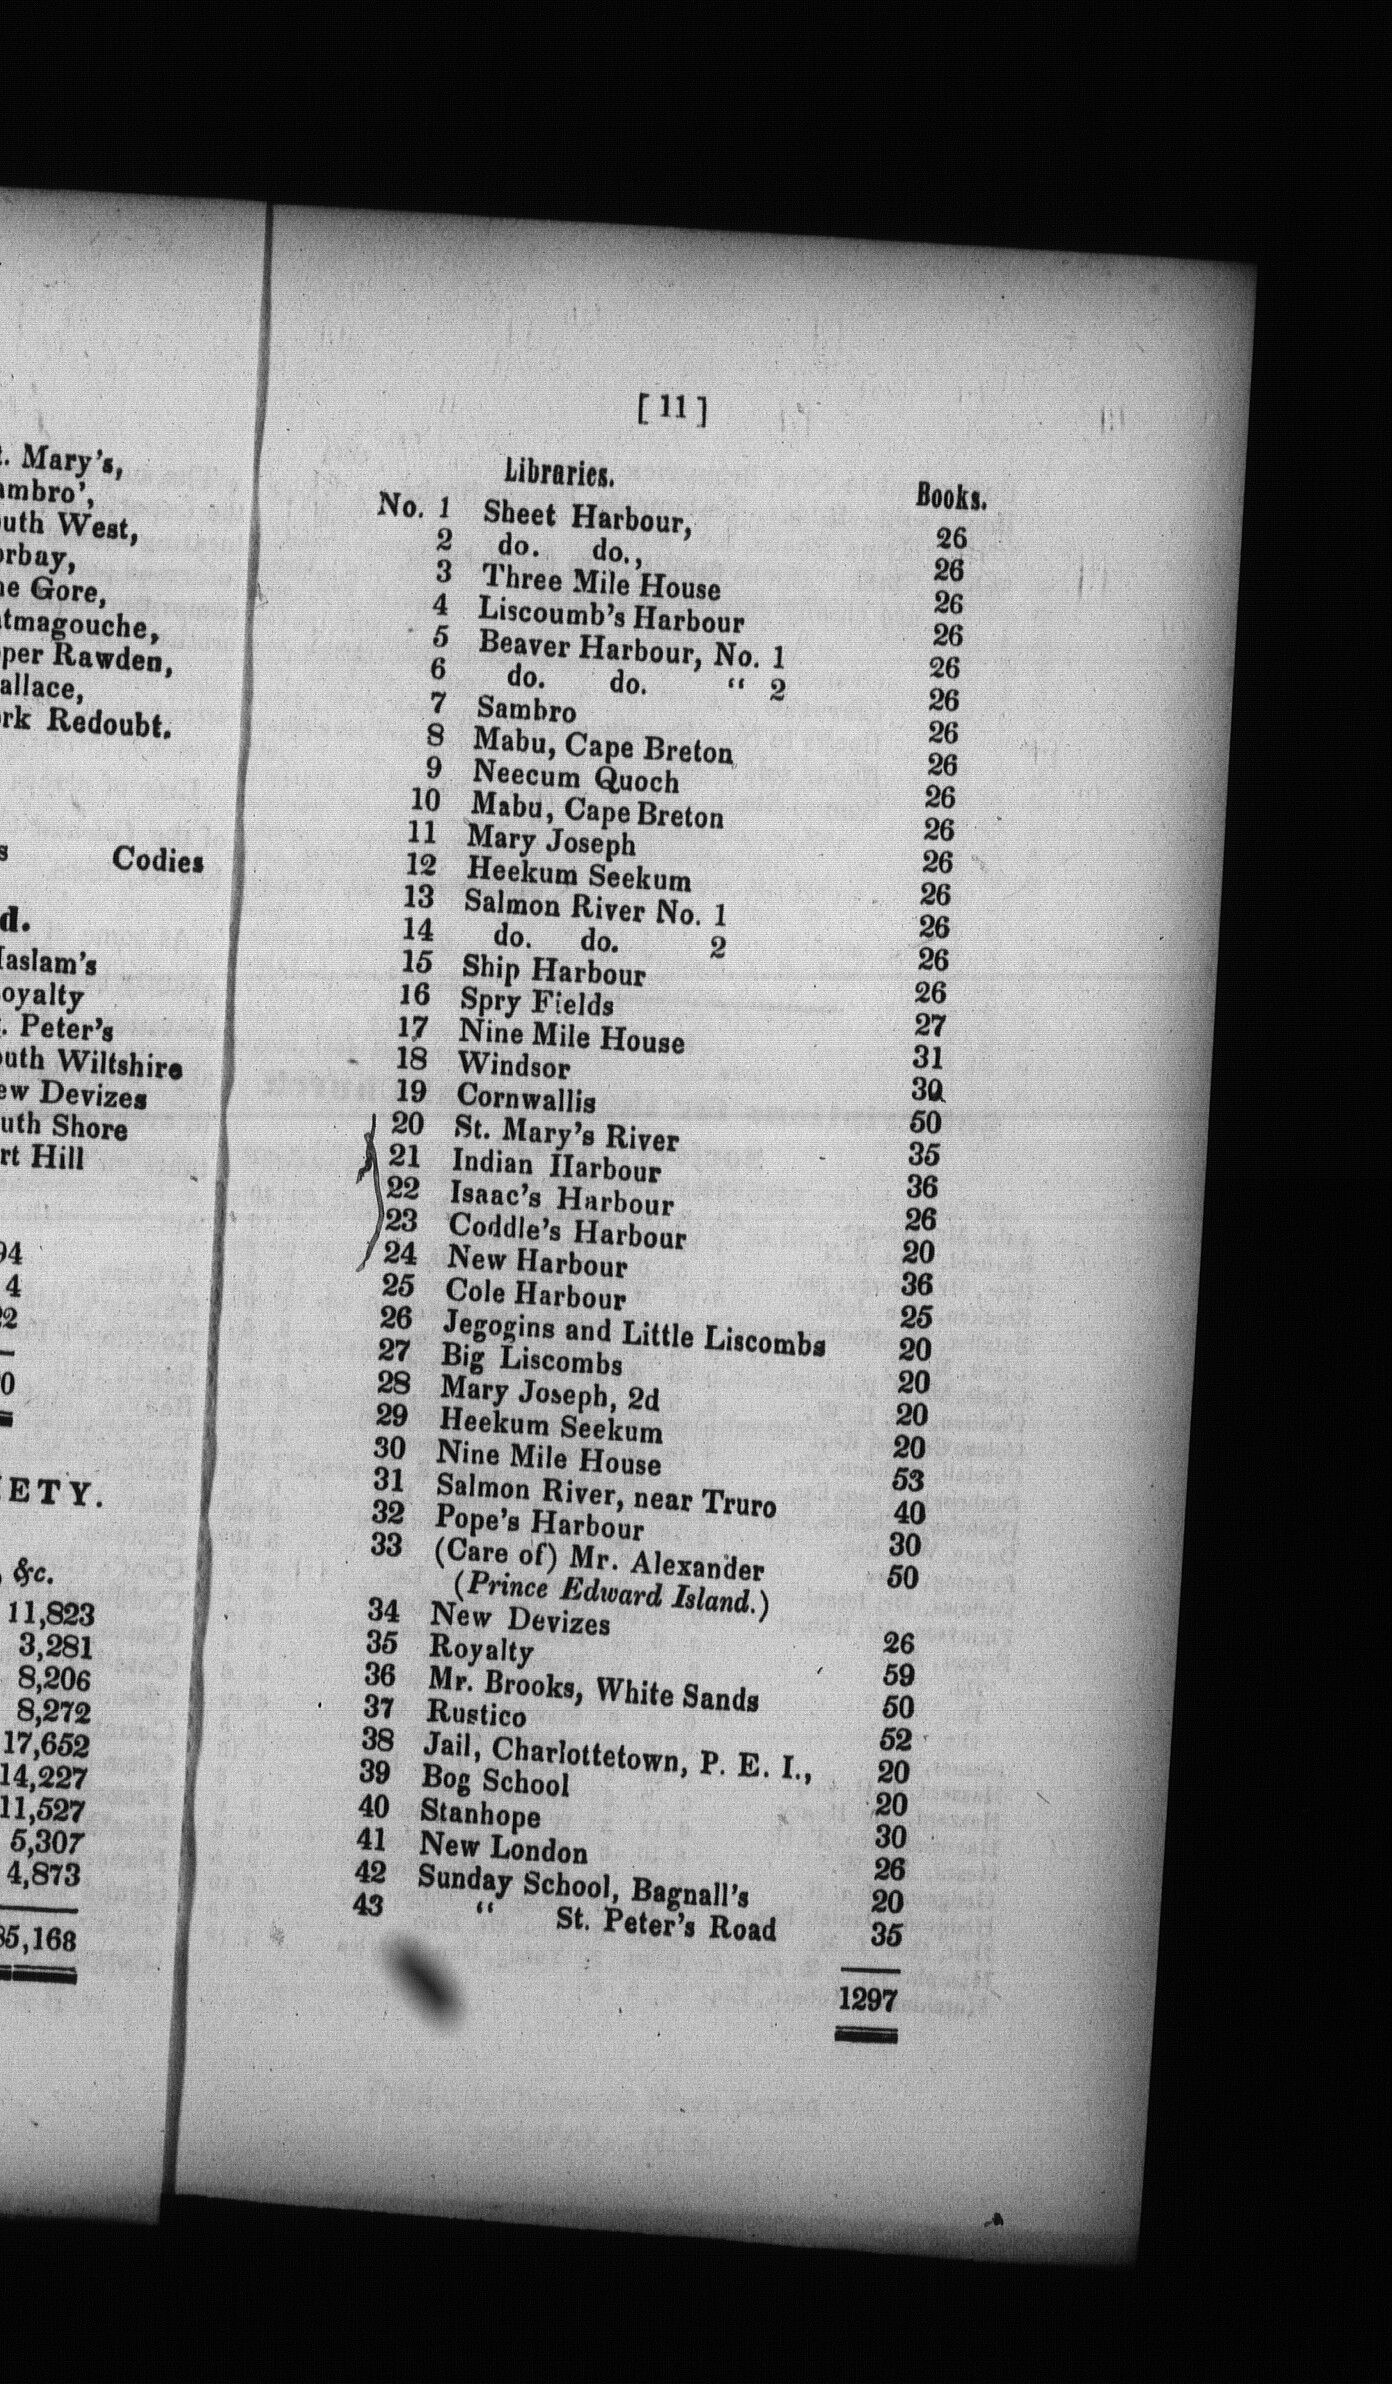 t. Mary's,
ambro',
outh West,
orbay,
he Gore,
atmagouche,
pper Rawden,
allace,
ork Redoubt.
s Codies
d.
Haslam's
oyalty
t. Peter's
outh Wiltshire
ew Devizes
uth Shore
rt Hill
94
4
22
0
IETY.
, &c.
11,823
3,281
8,206
8,272
17,652
14,227
11,527
5,307
4,873
85,168
[ 11 ]
Libraries. Books.
No. 1 Sheet Harbour, 26
2 do. do., 26
3 Three Mile House 26
4 Liscoumb's Harbour 26
5 Beaver Harbour, No. 1 26
6 do. do. “ 2 26
7 Sambro 26
8 Mabu, Cape Breton 26
9 Neecum Quoch 26
10 Mabu, Cape Breton 26
11 Mary Joseph 26
12 Heekum Seekum 26
13 Salmon River No. 1 26
14 do. do. 2 26
15 Ship Harbour 26
16 Spry Fields 27
17 Nine Mile House 31
18 Windsor 30
19 Cornwallis 50
20 St. Mary's River 35
21 Indian Harbour 36
22 Isaac's Harbour 26
23 Coddle's Harbour 20
24 New Harbour 36
25 Cole Harbour 25
26 Jegogins and Little Liscombs 20
27 Big Liscombs 20
28 Mary Joseph, 2d 20
29 Heekum Seekum 20
30 Nine Mile House 53
31 Salmon River, near Truro 40
32 Pope's Harbour 30
33 (Care of) Mr. Alexander 50
(Prince Edward Island.)
34 New Devizes 26
35 Royalty 59
36 Mr. Brooks, White Sands 50
37 Rustico 52
38 Jail, Charlottetown, P. E. I., 20
39 Bog School 20
40 Stanhope 30
41 New London 26
42 Sunday School, Bagnall's 20
43 “ St. Peter's Road 35
1297